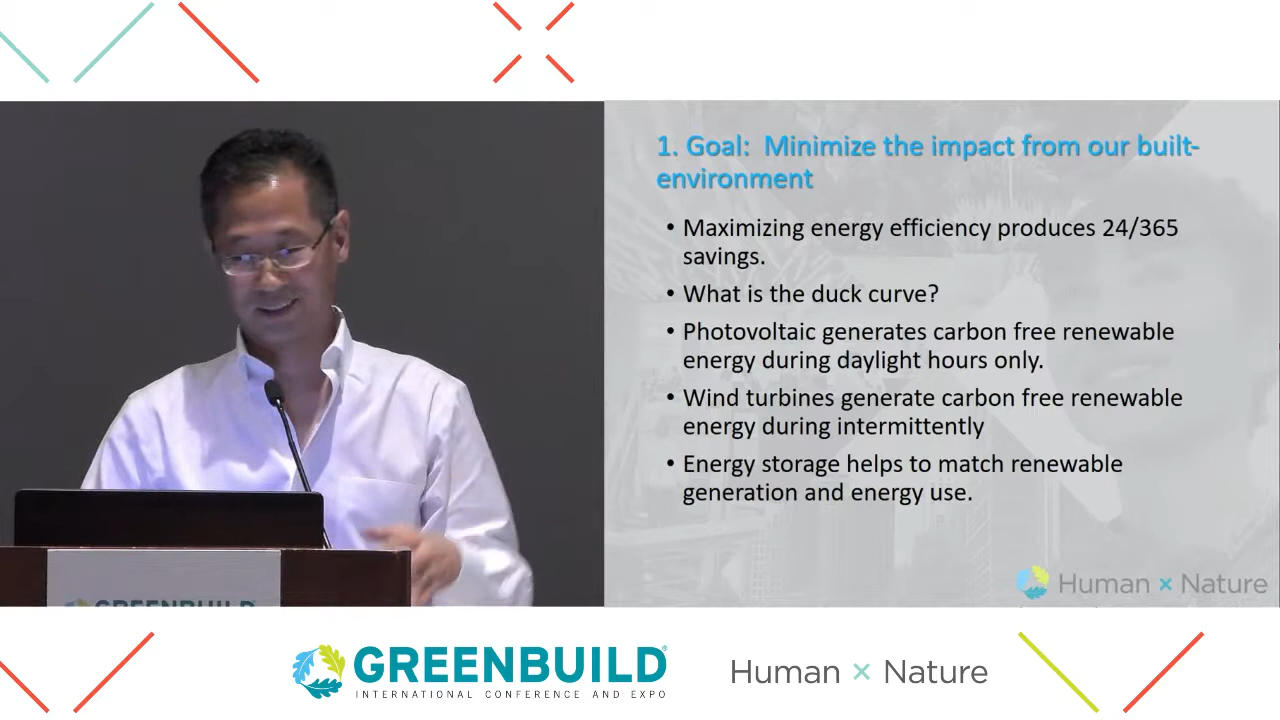 1. Goal: Minimize the impact from our built-
environment
• Maximizing energy efficiency produces 24/365
savings.
• What is the duck curve?
• Photovoltaic generates carbon free renewable
energy during daylight hours only.
• Wind turbines generate carbon free renewable
energy during intermittently
• Energy storage helps to match renewable
generation and energy use.
Human × Nature
GREENBUILD
GREENBUILD®
INTERNATIONAL CONFERENCE AND EXPO
Human × Nature